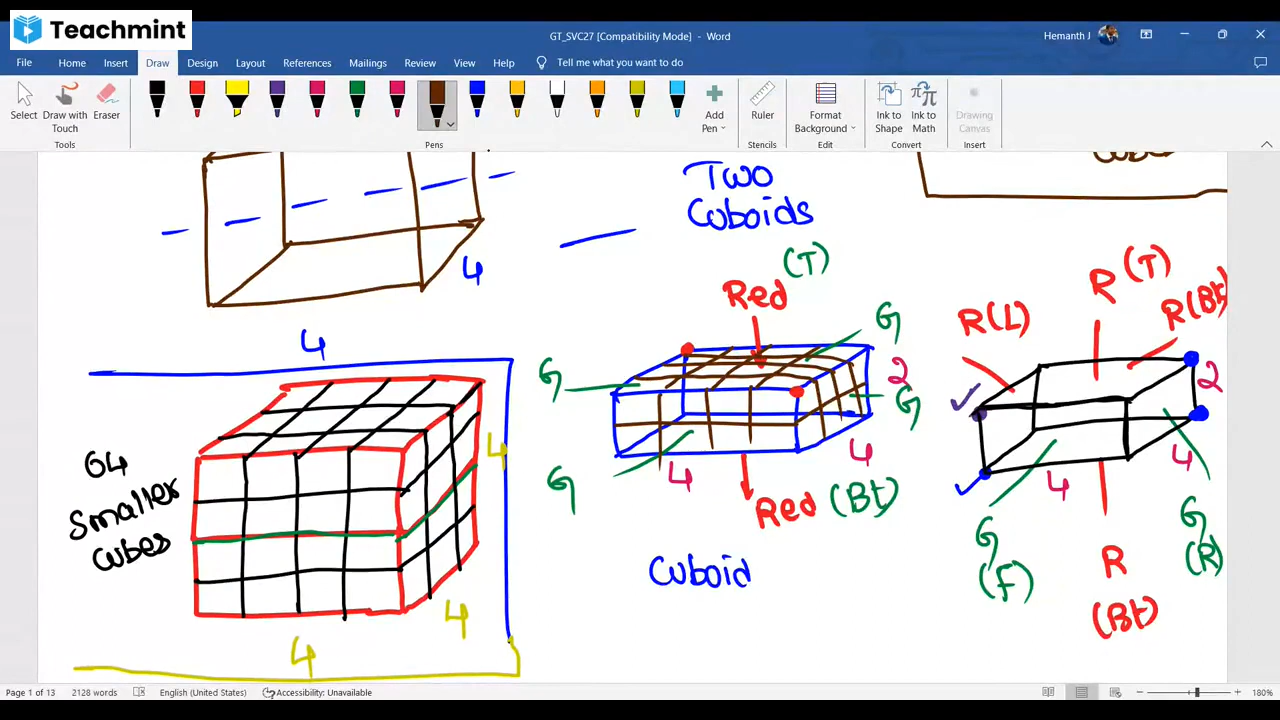 Teachmint
GT_SVC27 [Compatibility Mode] - Word
Hemanth J
File Home Insert Draw Design Layout References Mailings Review View Help Tell me what you want to do
Select
Drawing with Touch
Eraser
Add Pen
Ruler
Format Background
Ink to Shape
Ink to Math
Drawing Canvas
Tools
Pens
Stencils
Edit
Convert
Insert
Two
Cuboids
4
4
64
smaller
cubes
4
4
4
(T)
Red
G
G
2
G
G
4
4
Red (Bt)
Cuboid
R (T)
R(L)
R(Bt)
2
4
4
G
(F)
R
(Bt)
G
(R)
Page 1 of 13 2128 words English (United States) Accessibility: Unavailable 180%